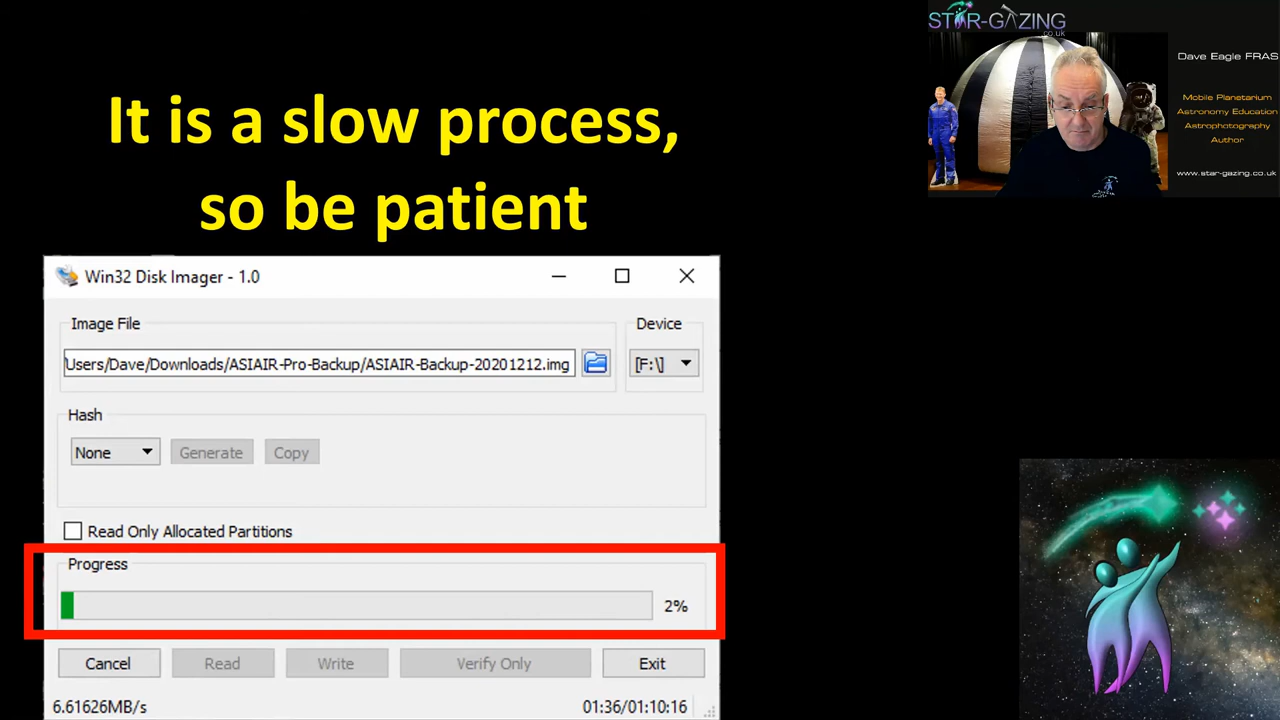 It is a slow process,
so be patient
Win32 Disk Imager - 1.0
Image File
Device
Users/Dave/Downloads/ASIAIR-Pro-Backup/ASIAIR-Backup-20201212.img
[F:\]
Hash
None
Generate
Copy
Read Only Allocated Partitions
Progress
2%
Cancel
Read
Write
Verify Only
Exit
6.61626MB/s
01:36/01:10:16
STAR-GAZING
co.uk
Dave Eagle FRAS
Mobile Planetarium
Astronomy Education
Astrophotography
Author
www.star-gazing.co.uk